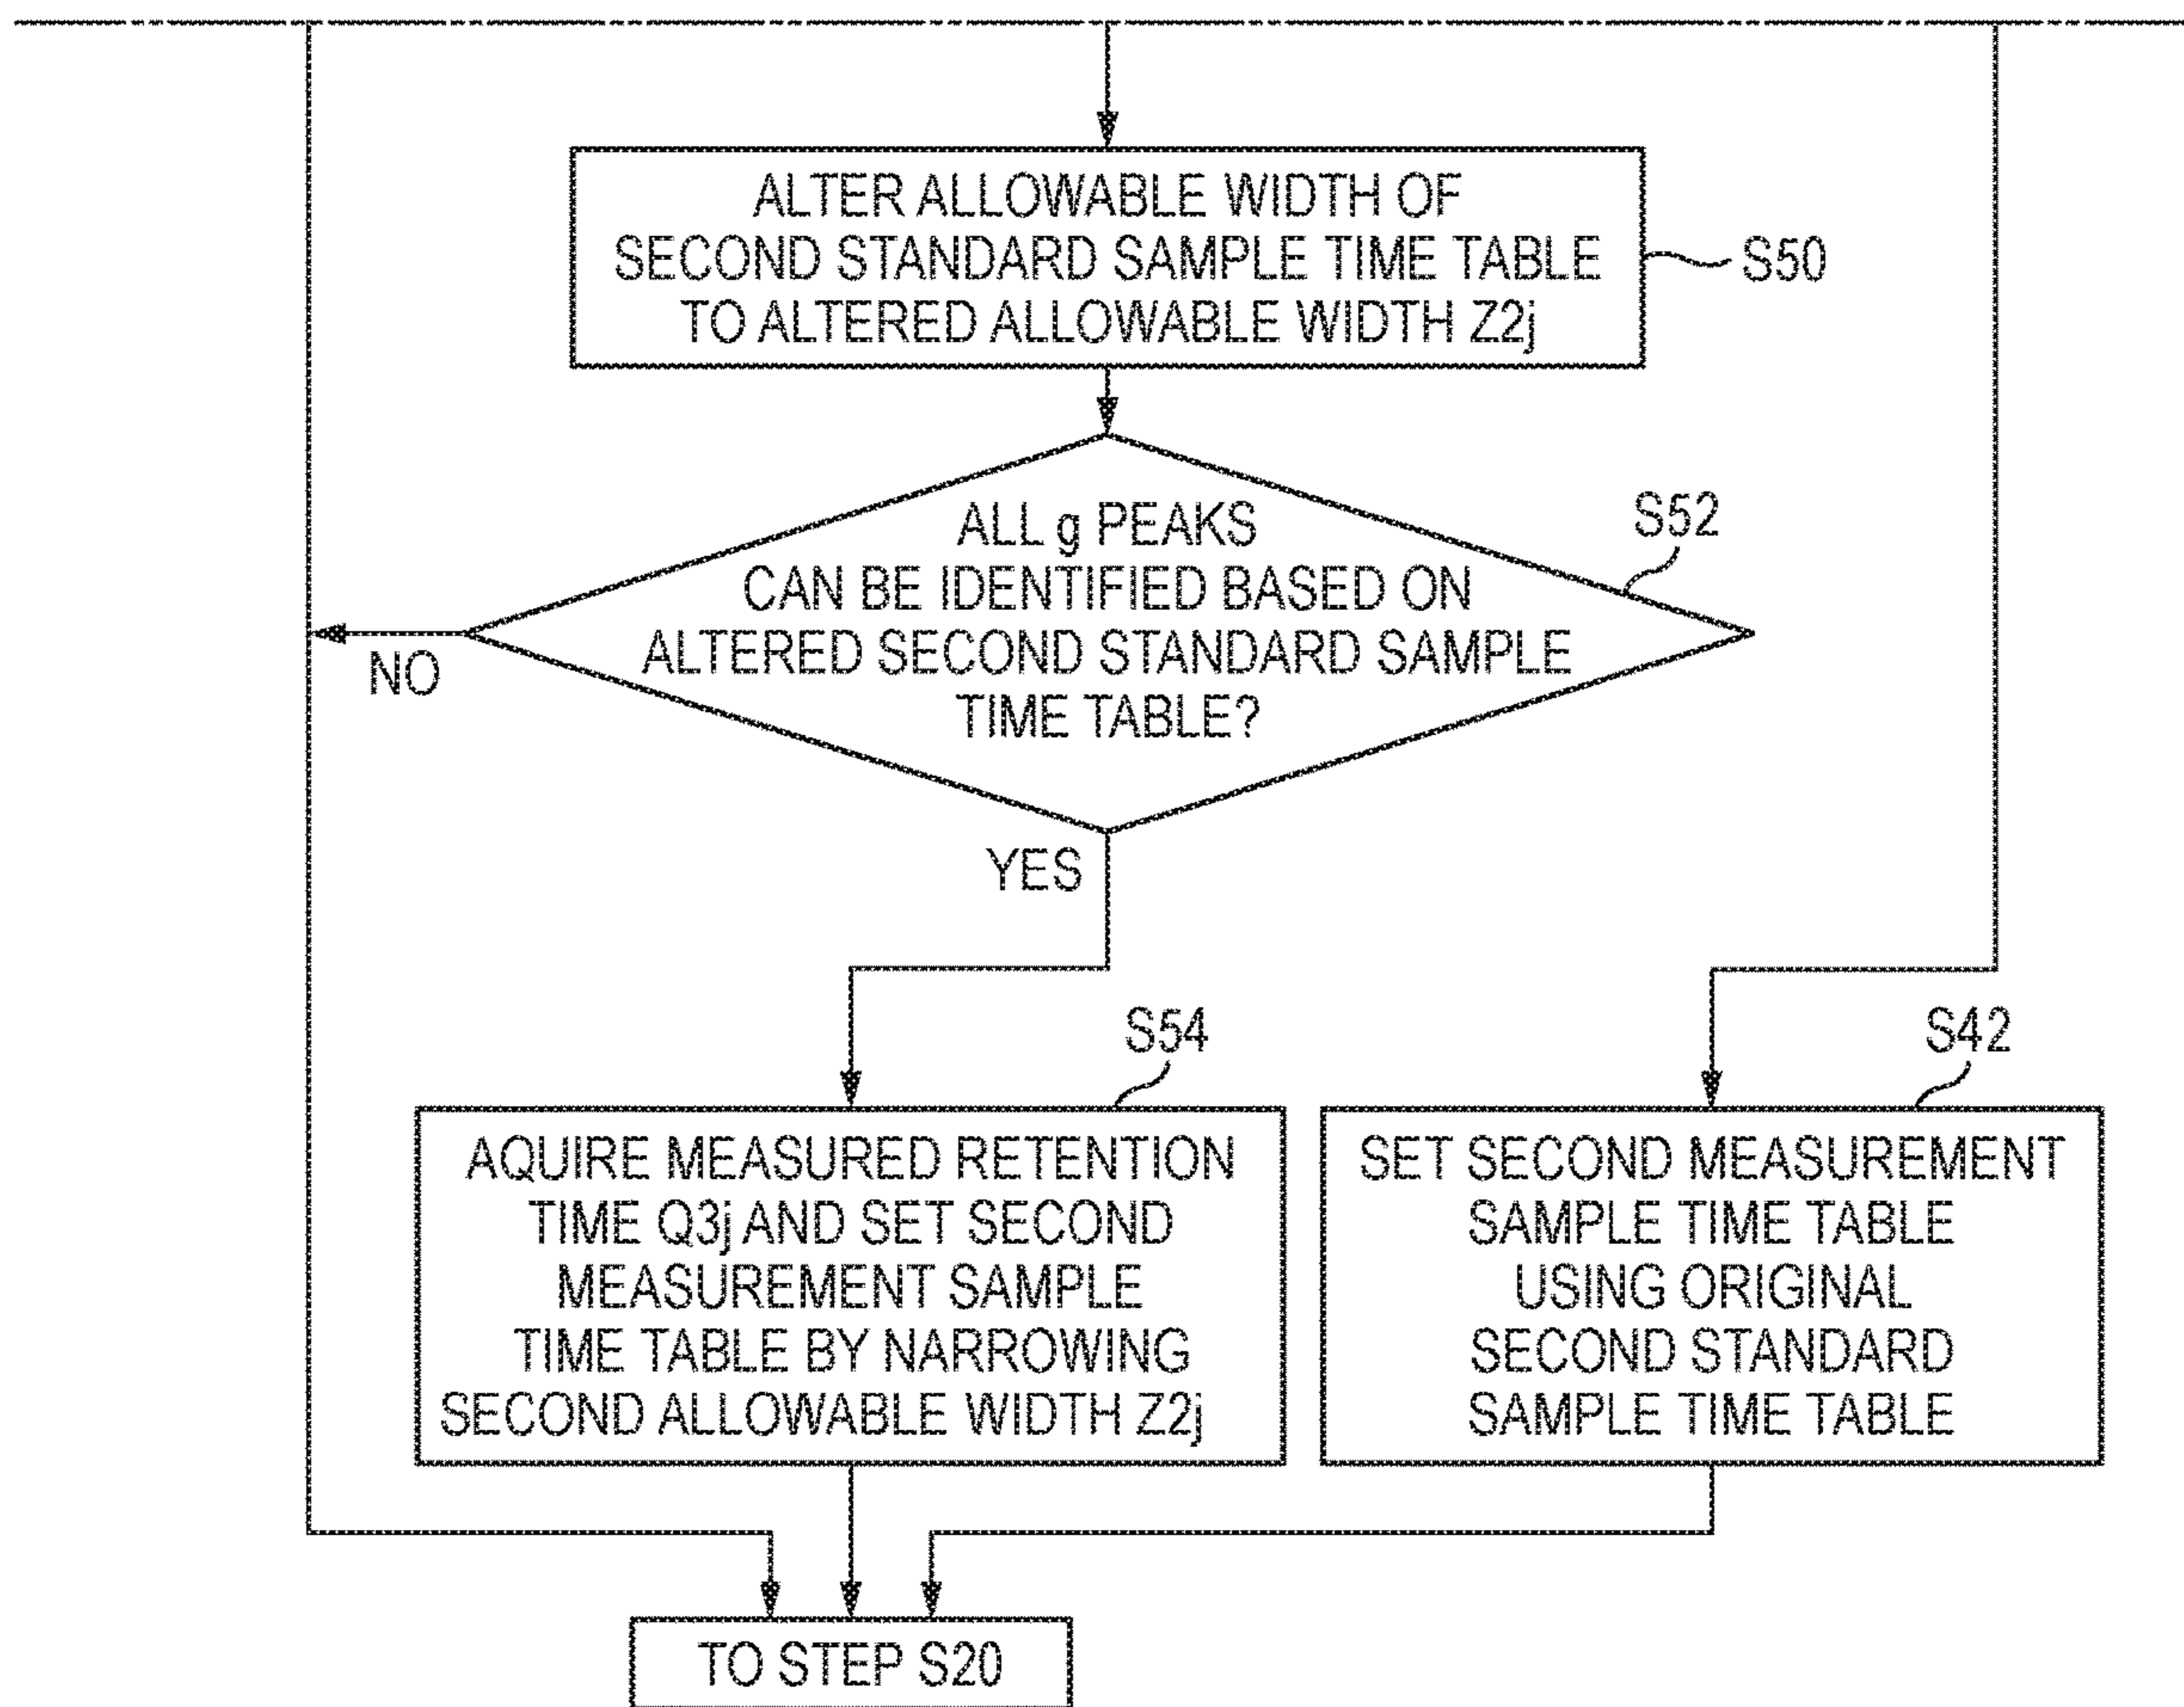 ALTER ALLOWABLE WIDTH OF
SECOND STANDARD SAMPLE TIME TABLE
TO ALTERED ALLOWABLE WIDTH Z2j
S50
ALL g PEAKS
CAN BE IDENTIFIED BASED ON
ALTERED SECOND STANDARD SAMPLE
TIME TABLE?
S52
NO
YES
S54
AQUIRE MEASURED RETENTION
TIME Q3j AND SET SECOND
MEASUREMENT SAMPLE
TIME TABLE BY NARROWING
SECOND ALLOWABLE WIDTH Z2j
S42
SET SECOND MEASUREMENT
SAMPLE TIME TABLE
USING ORIGINAL
SECOND STANDARD
SAMPLE TIME TABLE
TO STEP S20